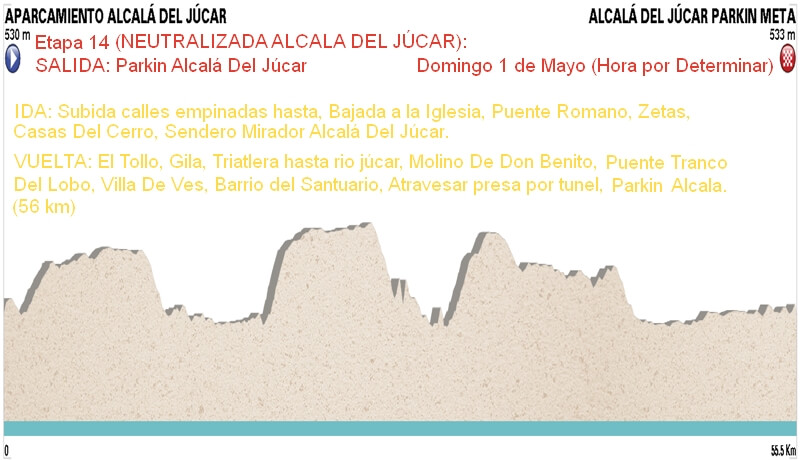 APARCAMIENTO ALCALÁ DEL JÚCAR
ALCALÁ DEL JÚCAR PARKIN META
530 m
533 m
Etapa 14 (NEUTRALIZADA ALCALA DEL JÚCAR):
SALIDA: Parkin Alcalá Del Júcar
Domingo 1 de Mayo (Hora por Determinar)
IDA: Subida calles empinadas hasta, Bajada a la Iglesia, Puente Romano, Zetas,
Casas Del Cerro, Sendero Mirador Alcalá Del Júcar.
VUELTA: El Tollo, Gila, Triatlera hasta rio júcar, Molino De Don Benito, Puente Tranco
Del Lobo, Villa De Ves, Barrio del Santuario, Atravesar presa por tunel, Parkin Alcala.
(56 km)
0
55.5 Km